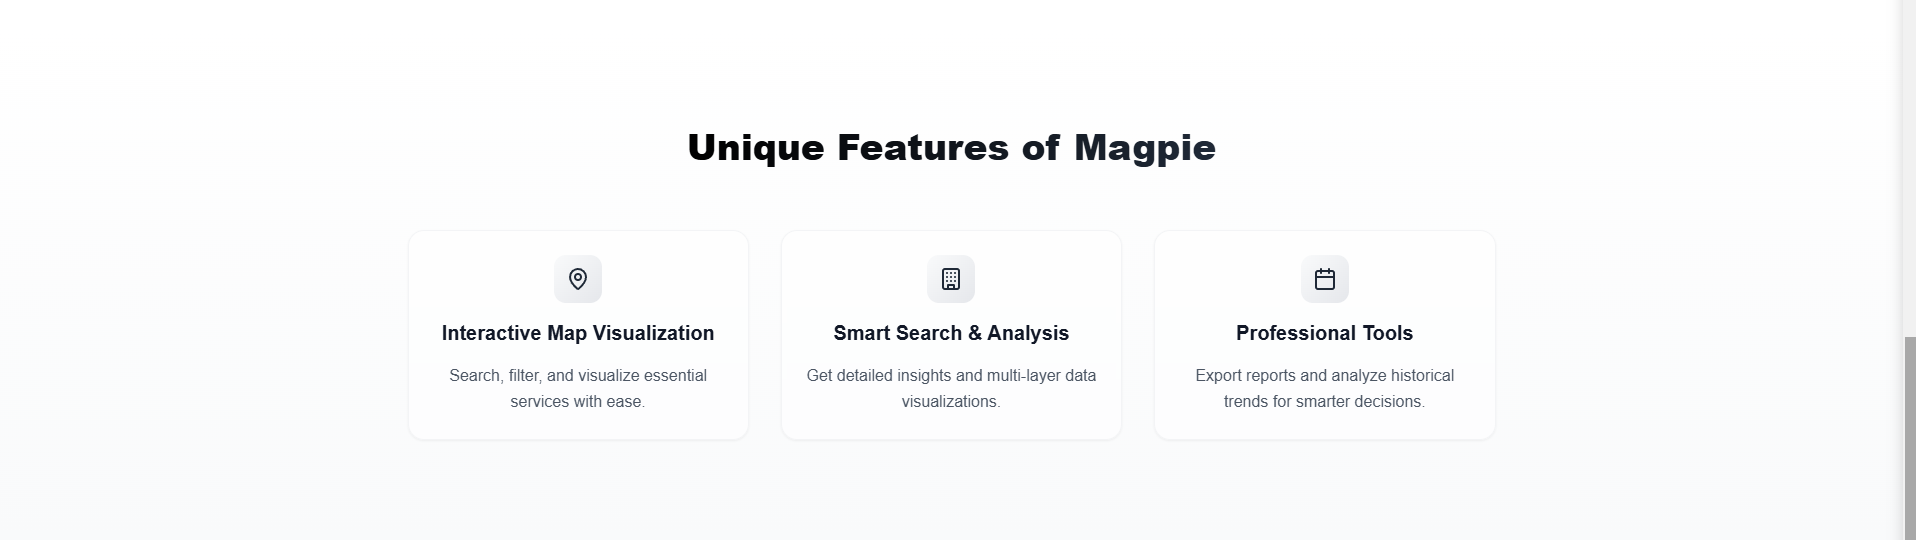 Unique Features of Magpie
Interactive Map Visualization
Search, filter, and visualize essential
services with ease.
Smart Search & Analysis
Get detailed insights and multi-layer data
visualizations.
Professional Tools
Export reports and analyze historical
trends for smarter decisions.